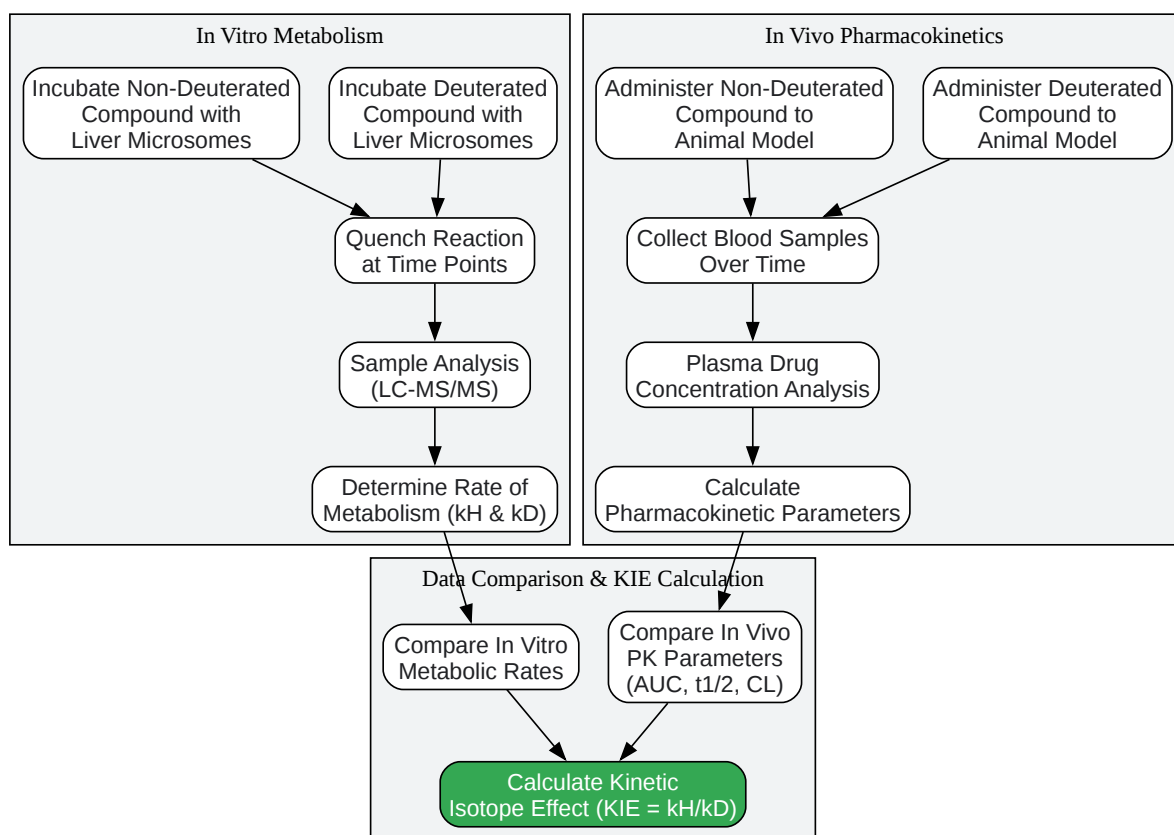 In Vitro Metabolism
Incubate Non-Deuterated
Compound with
Liver Microsomes
Incubate Deuterated
Compound with
Liver Microsomes
Quench Reaction
at Time Points
Sample Analysis
(LC-MS/MS)
Determine Rate of
Metabolism (kH & kD)
In Vivo Pharmacokinetics
Administer Non-Deuterated
Compound to
Animal Model
Administer Deuterated
Compound to
Animal Model
Collect Blood Samples
Over Time
Plasma Drug
Concentration Analysis
Calculate
Pharmacokinetic Parameters
Data Comparison & KIE Calculation
Compare In Vitro
Metabolic Rates
Compare In Vivo
PK Parameters
(AUC, t1/2, CL)
Calculate Kinetic
Isotope Effect (KIE = kH/kD)